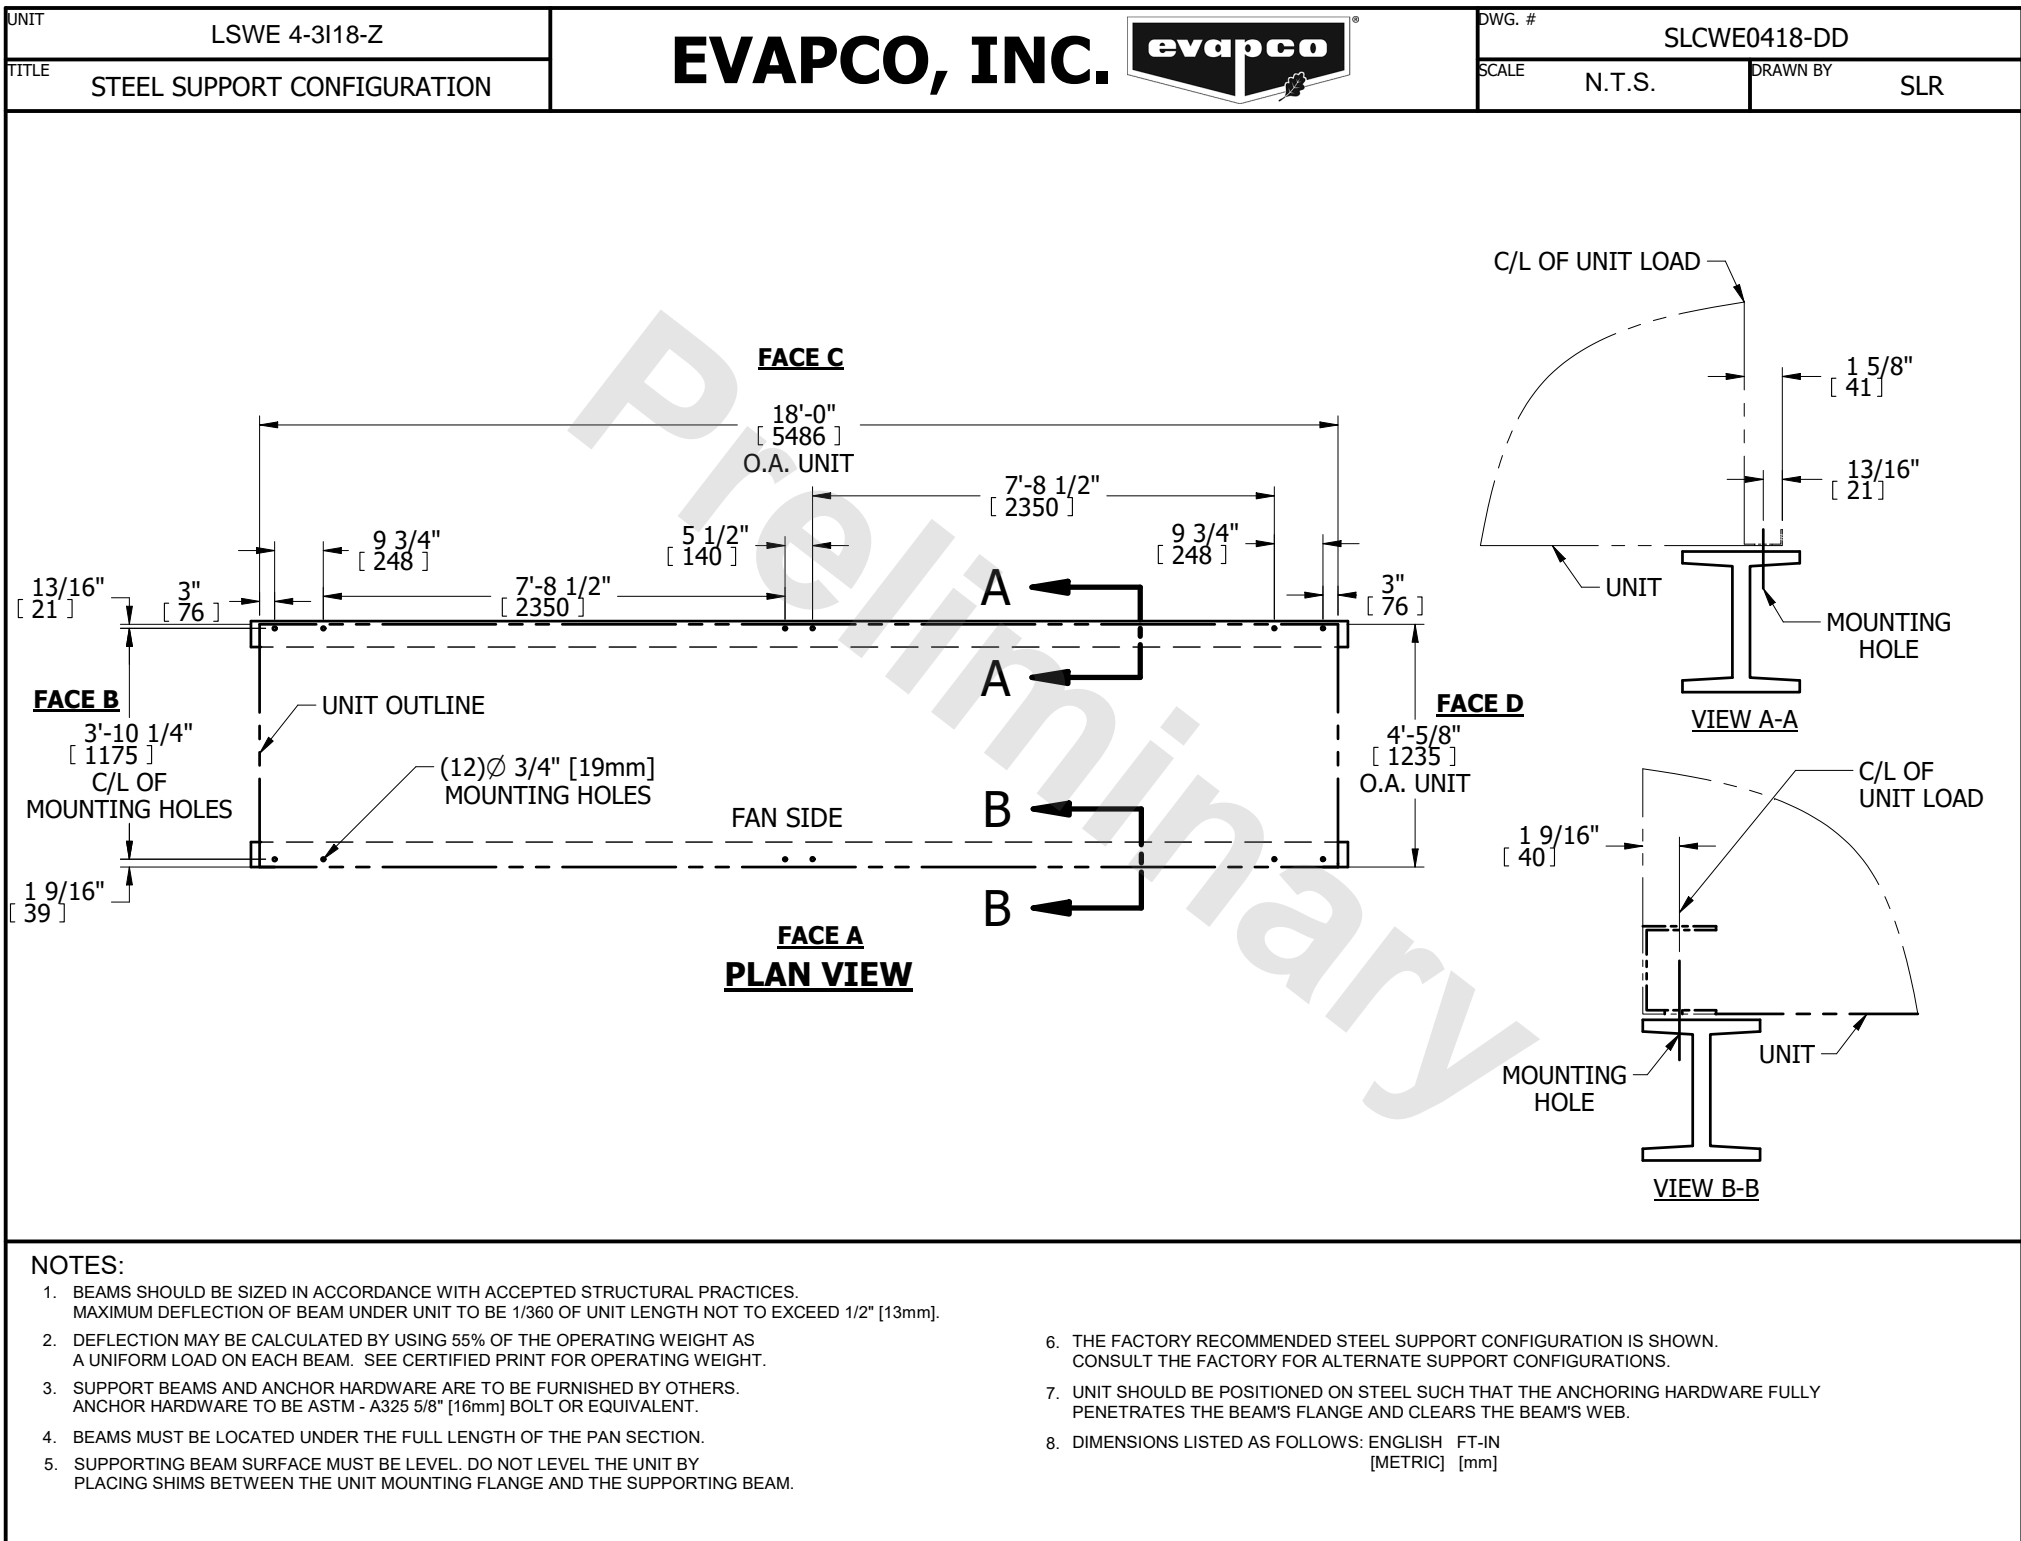 UNIT
LSWE 4-3I18-Z
TITLE
STEEL SUPPORT CONFIGURATION
EVAPCO, INC.
evapco
®
DWG. #
SLCWE0418-DD
SCALE
N.T.S.
DRAWN BY
SLR
Preliminary
FACE C
18'-0"
[ 5486 ]
O.A. UNIT
7'-8 1/2"
[ 2350 ]
9 3/4"
[ 248 ]
5 1/2"
[ 140 ]
9 3/4"
[ 248 ]
13/16"
[ 21 ]
3"
[ 76 ]
7'-8 1/2"
[ 2350 ]
3"
[ 76 ]
A
A
FACE B
3'-10 1/4"
[ 1175 ]
C/L OF
MOUNTING HOLES
UNIT OUTLINE
(12)∅ 3/4" [19mm]
MOUNTING HOLES
FAN SIDE
B
B
FACE D
4'-5/8"
[ 1235 ]
O.A. UNIT
1 9/16"
[ 39 ]
FACE A
PLAN VIEW
C/L OF UNIT LOAD
1 5/8"
[ 41 ]
13/16"
[ 21 ]
UNIT
MOUNTING
HOLE
VIEW A-A
C/L OF
UNIT LOAD
1 9/16"
[ 40 ]
UNIT
MOUNTING
HOLE
VIEW B-B
NOTES:
1. BEAMS SHOULD BE SIZED IN ACCORDANCE WITH ACCEPTED STRUCTURAL PRACTICES.
MAXIMUM DEFLECTION OF BEAM UNDER UNIT TO BE 1/360 OF UNIT LENGTH NOT TO EXCEED 1/2" [13mm].
2. DEFLECTION MAY BE CALCULATED BY USING 55% OF THE OPERATING WEIGHT AS
A UNIFORM LOAD ON EACH BEAM. SEE CERTIFIED PRINT FOR OPERATING WEIGHT.
3. SUPPORT BEAMS AND ANCHOR HARDWARE ARE TO BE FURNISHED BY OTHERS.
ANCHOR HARDWARE TO BE ASTM - A325 5/8" [16mm] BOLT OR EQUIVALENT.
4. BEAMS MUST BE LOCATED UNDER THE FULL LENGTH OF THE PAN SECTION.
5. SUPPORTING BEAM SURFACE MUST BE LEVEL. DO NOT LEVEL THE UNIT BY
PLACING SHIMS BETWEEN THE UNIT MOUNTING FLANGE AND THE SUPPORTING BEAM.
6. THE FACTORY RECOMMENDED STEEL SUPPORT CONFIGURATION IS SHOWN.
CONSULT THE FACTORY FOR ALTERNATE SUPPORT CONFIGURATIONS.
7. UNIT SHOULD BE POSITIONED ON STEEL SUCH THAT THE ANCHORING HARDWARE FULLY
PENETRATES THE BEAM'S FLANGE AND CLEARS THE BEAM'S WEB.
8. DIMENSIONS LISTED AS FOLLOWS: ENGLISH FT-IN
[METRIC] [mm]